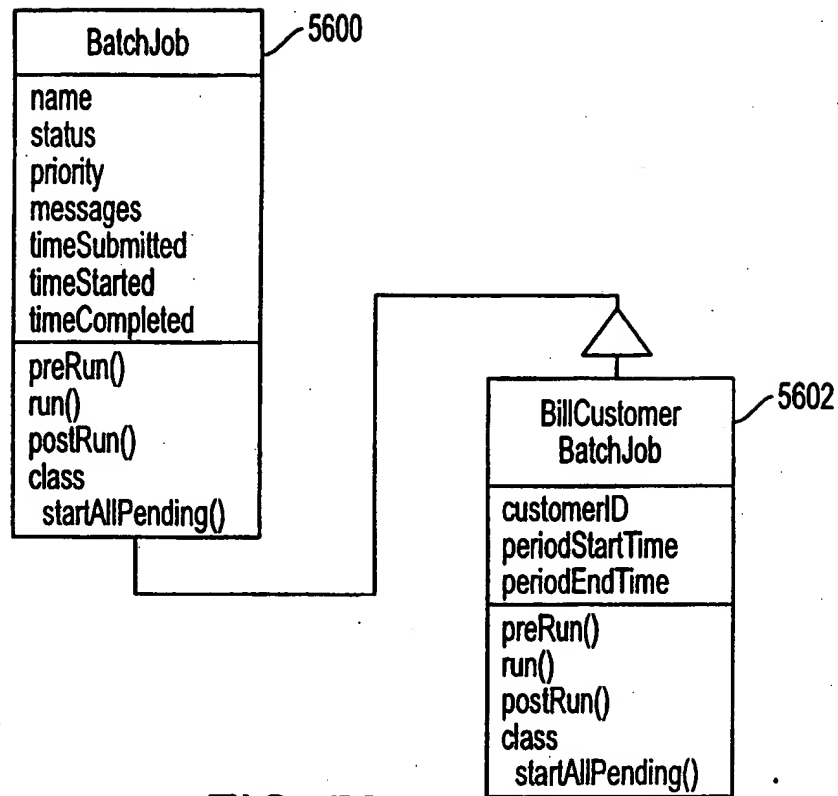 BatchJob
5600
name
status
priority
messages
timeSubmitted
timeStarted
timeCompleted
preRun()
run()
postRun()
class
startAllPending()
BillCustomer
BatchJob
5602
customerID
periodStartTime
periodEndTime
preRun()
run()
postRun()
class
startAllPending()